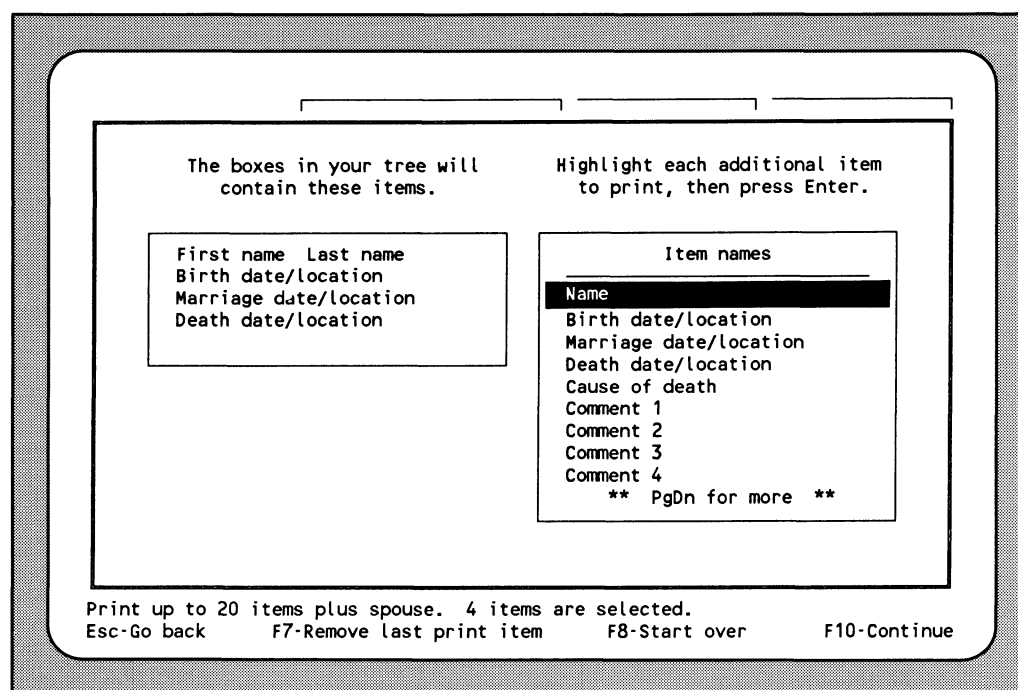 The boxes in your tree will
contain these items.
First name Last name
Birth date/location
Marriage date/location
Death date/location
Highlight each additional item
to print, then press Enter.
Item names
Name
Birth date/location
Marriage date/location
Death date/location
Cause of death
Comment 1
Comment 2
Comment 3
Comment 4
** PgDn for more **
Print up to 20 items plus spouse. 4 items are selected.
Esc-Go back F7-Remove last print item F8-Start over F10-Continue